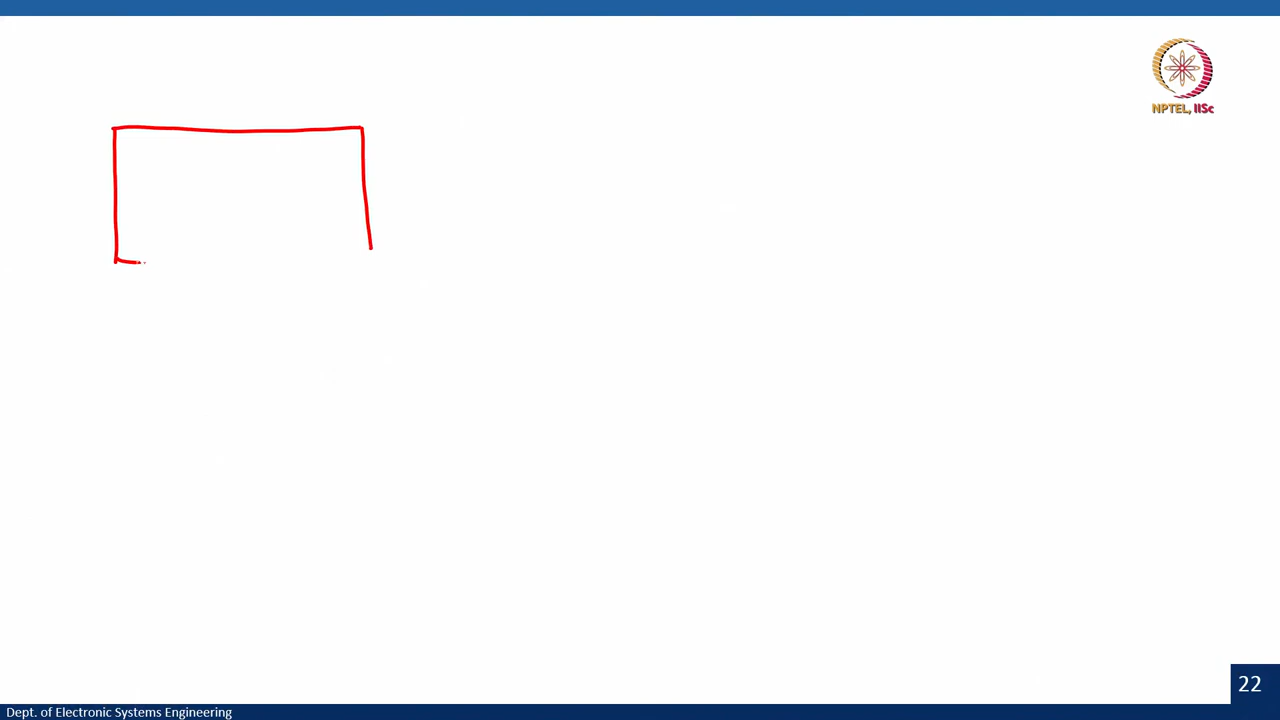 NPTEL, IISc
22
Dept. of Electronic Systems Engineering